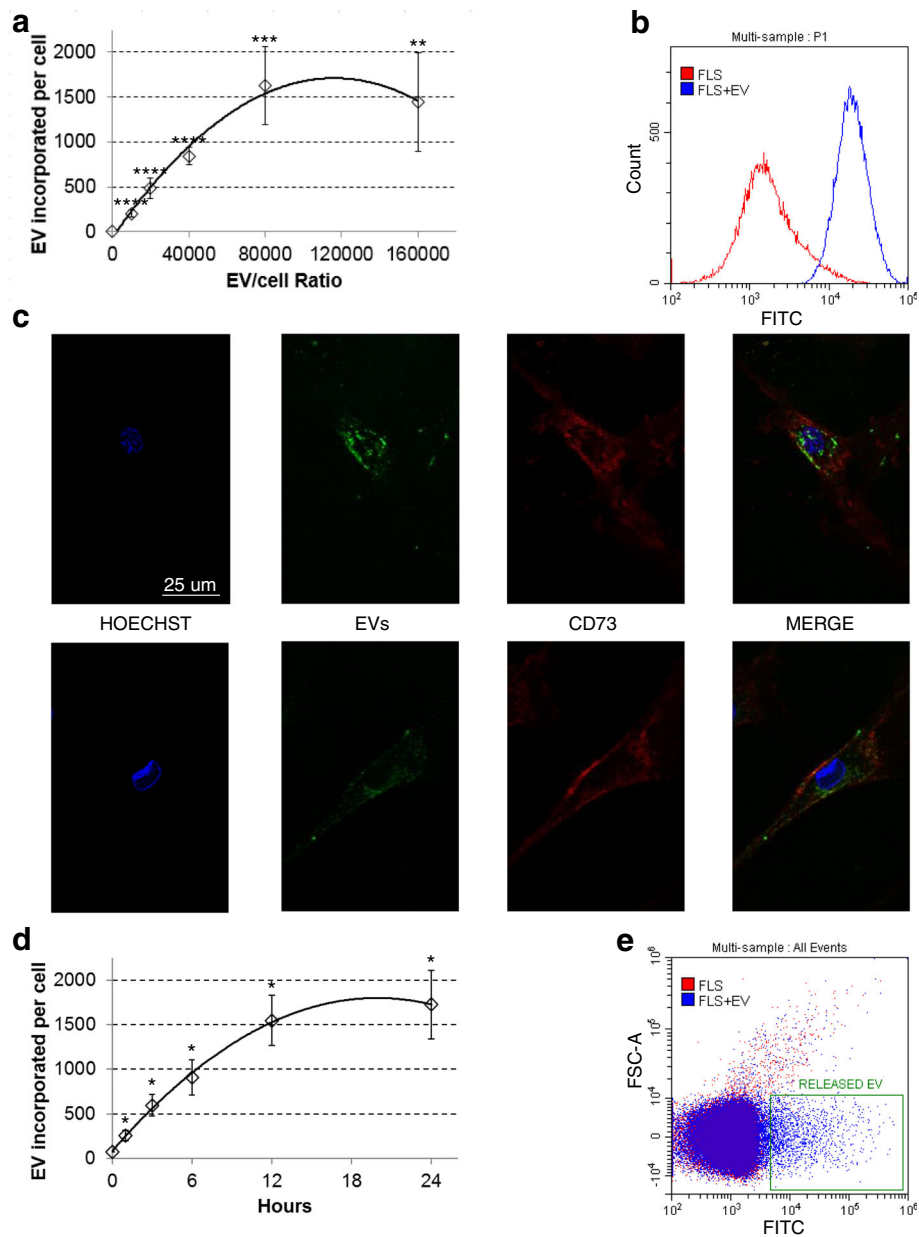 a
EV incorporated per cell
2000
1500
1000
500
0
****
****
****
***
**
0 40000 80000 120000 160000
EV/cell Ratio
b
Multi-sample : P1
FLS
FLS+EV
Count
500
0
10² 10³ 10⁴ 10⁵
FITC
c
25 um
HOECHST EVs CD73 MERGE
d
EV incorporated per cell
2000
1500
1000
500
0
*
*
*
*
*
0 6 12 18 24
Hours
e
Multi-sample : All Events
FLS
FLS+EV
FSC-A
10⁶
10⁵
10⁴
0
-10⁴
RELEASED EV
10² 10³ 10⁴ 10⁵ 10⁶
FITC